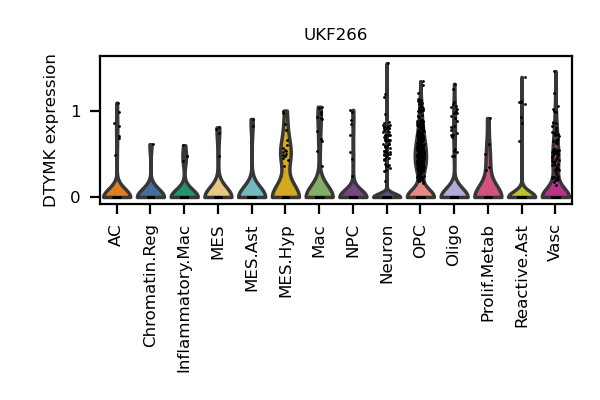 UKF266
DTYMK expression
1
0
AC
Chromatin.Reg
Inflammatory.Mac
MES
MES.Ast
MES.Hyp
Mac
NPC
Neuron
OPC
Oligo
Prolif.Metab
Reactive.Ast
Vasc